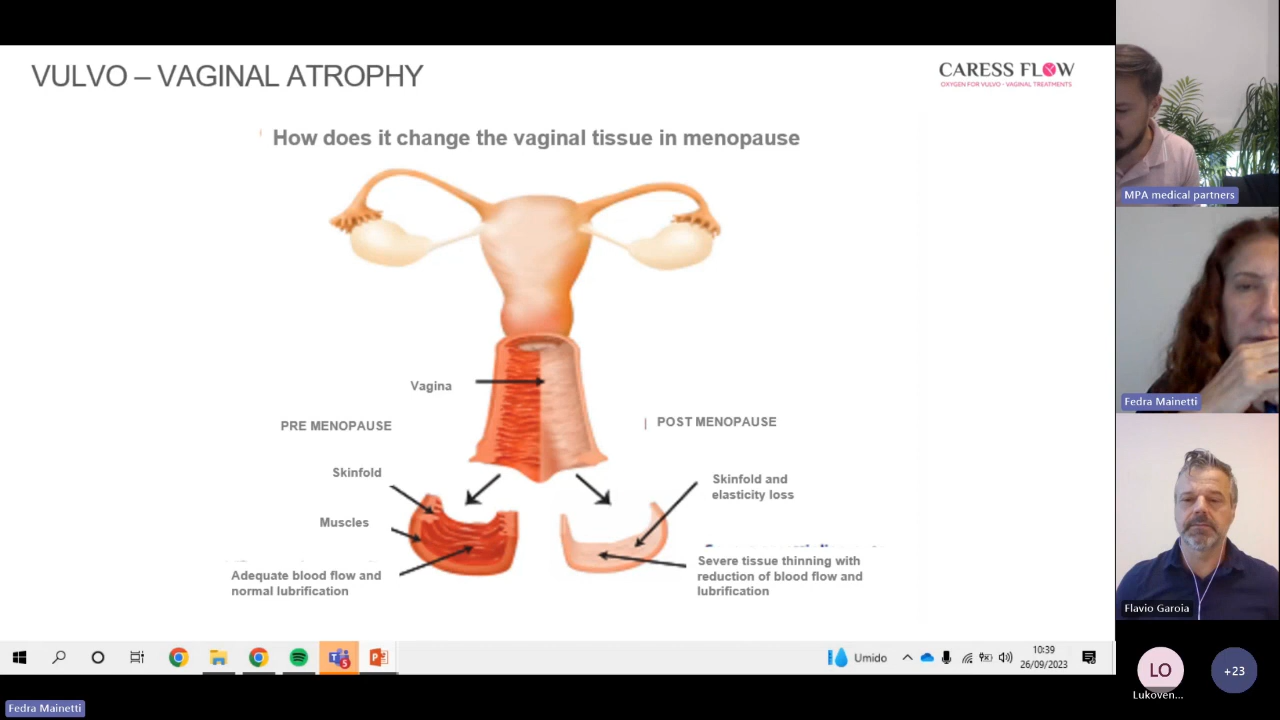 VULVO – VAGINAL ATROPHY
CARESS FLOW
OXYGEN FOR VULVO - VAGINAL TREATMENTS
How does it change the vaginal tissue in menopause
Vagina
PRE MENOPAUSE
POST MENOPAUSE
Skinfold
Skinfold and
elasticity loss
Muscles
Adequate blood flow and
normal lubrification
Severe tissue thinning with
reduction of blood flow and
lubrification
MPA medical partners
Fedra Mainetti
Flavio Garoia
LO
Lukoven...
+23
5
Umido
10:39
26/09/2023
Fedra Mainetti